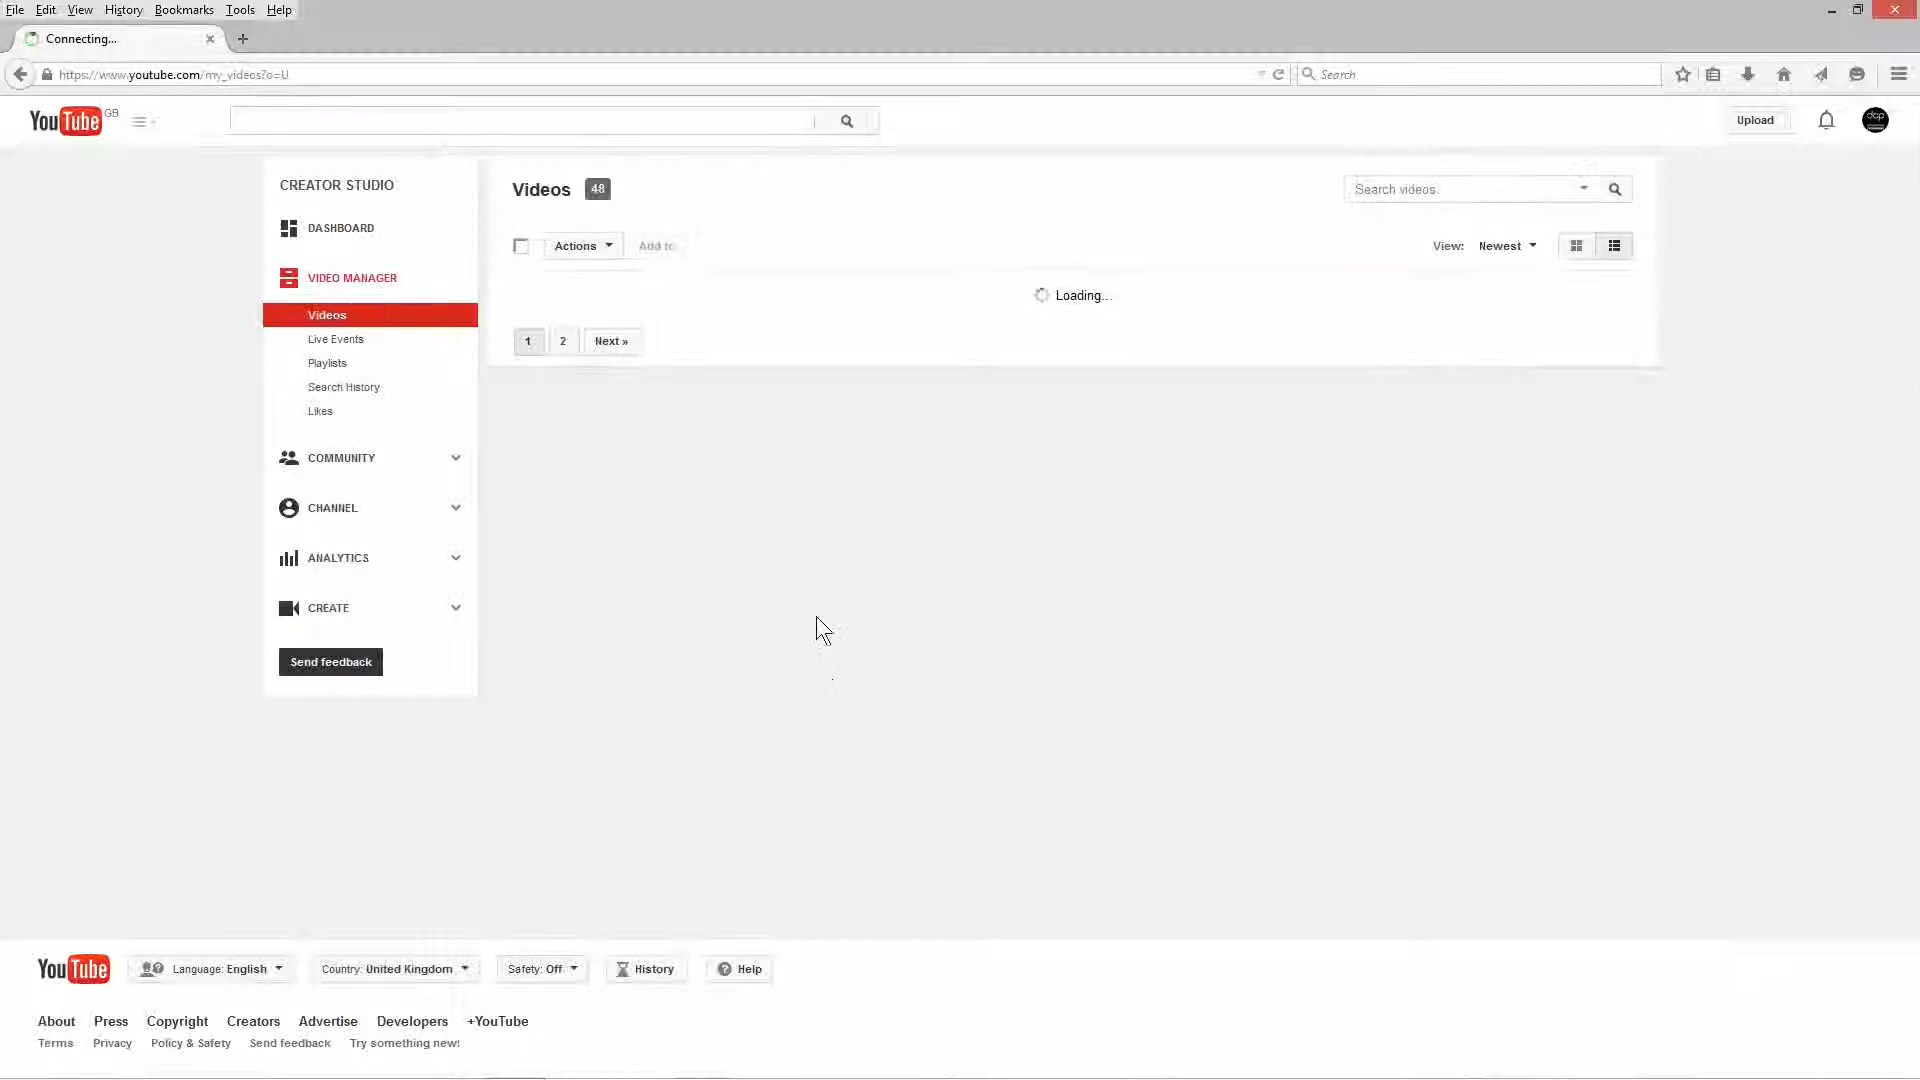 File Edit View History Bookmarks Tools Help
Connecting...
https://www.youtube.com/my_videos?o=U
Search
YouTube GB
Upload
CREATOR STUDIO
DASHBOARD
VIDEO MANAGER
Videos
Live Events
Playlists
Search History
Likes
COMMUNITY
CHANNEL
ANALYTICS
CREATE
Send feedback
Videos 48
Search videos
Actions Add to
View: Newest
Loading...
1 2 Next »
YouTube Language: English Country: United Kingdom Safety: Off History Help
About Press Copyright Creators Advertise Developers +YouTube
Terms Privacy Policy & Safety Send feedback Try something new!